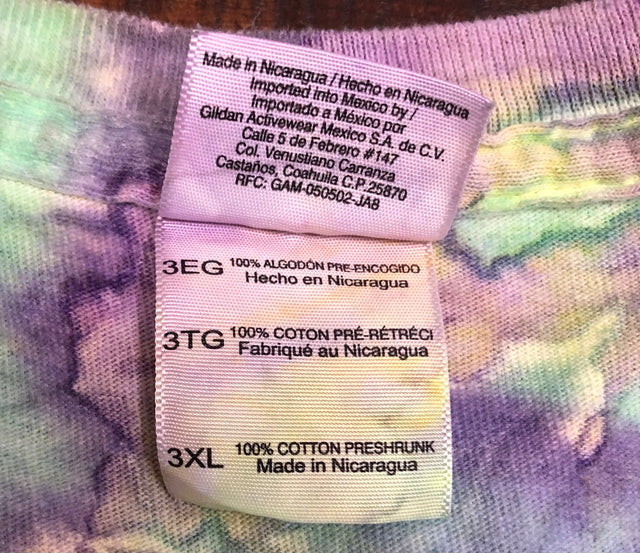 Made in Nicaragua / Hecho en Nicaragua
Imported into Mexico by /
Importado a México por
Gildan Activewear Mexico S.A. de C.V.
Calle 5 de Febrero #147
Col. Venustiano Carranza
Castaños, Coahuila C.P. 25870
RFC: GAM-050502-JA8
3EG 100% ALGODÓN PRE-ENCOGIDO
Hecho en Nicaragua
3TG 100% COTON PRÉ-RÉTRÉCI
Fabriqué au Nicaragua
3XL 100% COTTON PRESHRUNK
Made in Nicaragua